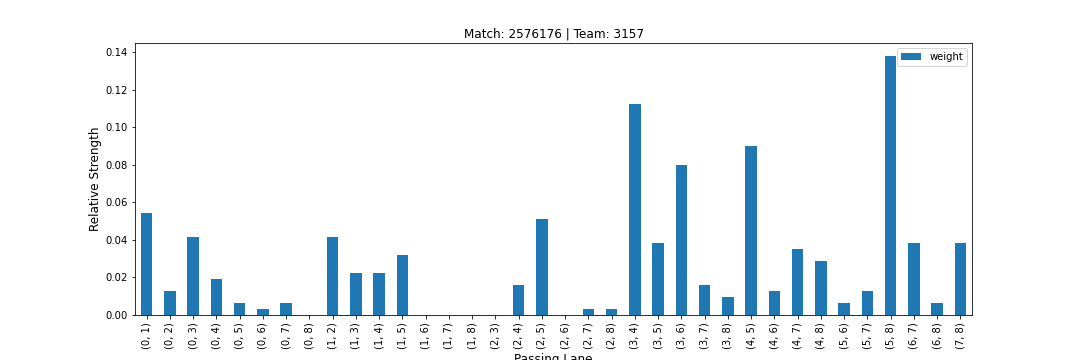 Match: 2576176 | Team: 3157
weight
Relative Strength
0.14
0.12
0.10
0.08
0.06
0.04
0.02
0.00
(0, 1) (0, 2) (0, 3) (0, 4) (0, 5) (0, 6) (0, 7) (0, 8) (1, 2) (1, 3) (1, 4) (1, 5) (1, 6) (1, 7) (1, 8) (2, 3) (2, 4) (2, 5) (2, 6) (2, 7) (2, 8) (3, 4) (3, 5) (3, 6) (3, 7) (3, 8) (4, 5) (4, 6) (4, 7) (4, 8) (5, 6) (5, 7) (5, 8) (6, 7) (6, 8) (7, 8)
Passing Lane